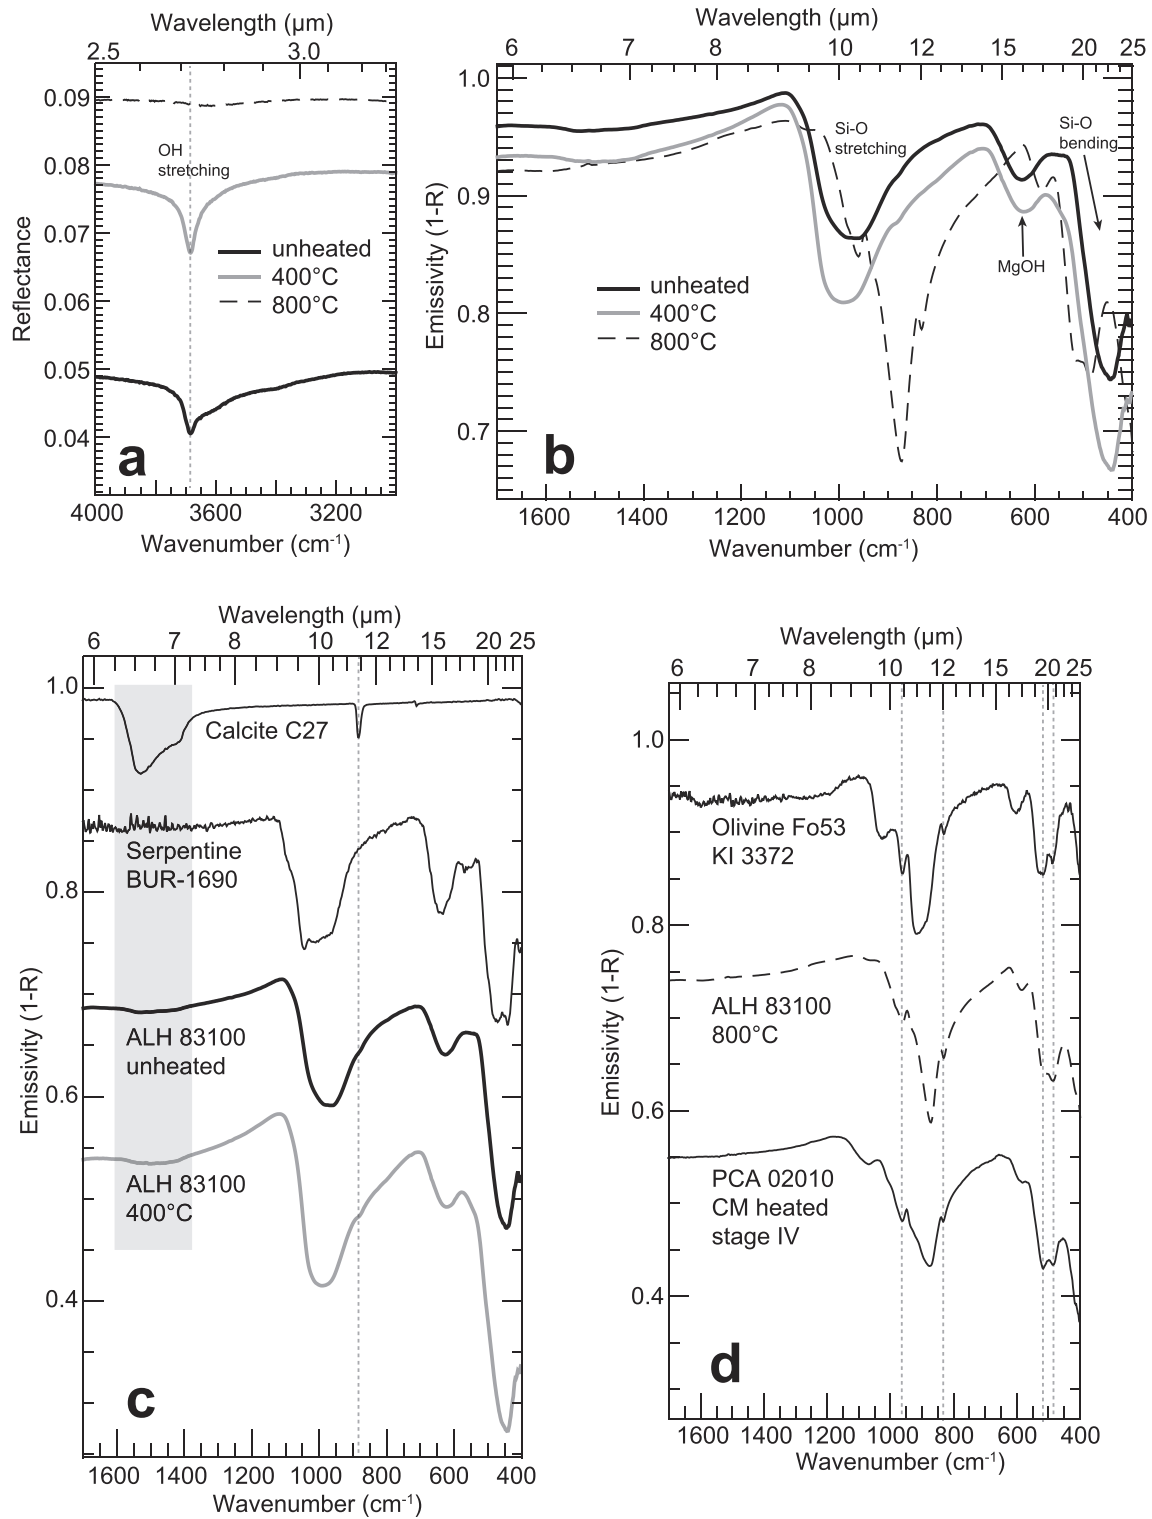 Wavelength (μm)
2.5 3.0
0.09
0.08
0.07
0.06
0.05
0.04
Reflectance
OH
stretching
unheated
400°C
800°C
a
4000 3600 3200
Wavenumber (cm-1)
Wavelength (μm)
6 7 8 10 12 15 20 25
1.0
0.9
0.8
0.7
Emissivity (1-R)
Si-O
stretching
Si-O
bending
MgOH
unheated
400°C
800°C
b
1600 1400 1200 1000 800 600 400
Wavenumber (cm-1)
Wavelength (μm)
6 7 8 10 12 15 20 25
1.0
0.8
0.6
0.4
Emissivity (1-R)
Calcite C27
Serpentine
BUR-1690
ALH 83100
unheated
ALH 83100
400°C
c
1600 1400 1200 1000 800 600 400
Wavenumber (cm-1)
Wavelength (μm)
6 7 8 10 12 15 20 25
1.0
0.8
0.6
0.4
Emissivity (1-R)
Olivine Fo53
KI 3372
ALH 83100
800°C
PCA 02010
CM heated
stage IV
d
1600 1400 1200 1000 800 600 400
Wavenumber (cm-1)